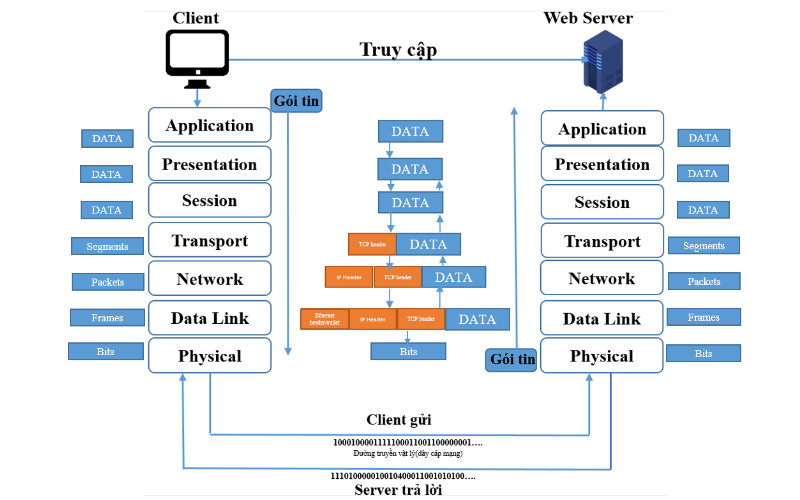 Client
Web Server
Truy cập
Gói tin
Application
Presentation
Session
Transport
Network
Data Link
Physical
DATA
DATA
DATA
Segments
Packets
Frames
Bits
DATA
DATA
DATA
TCP header
DATA
IP Header
TCP header
DATA
Ethernet
header-trailer
IP Header
TCP header
DATA
Bits
Gói tin
Application
Presentation
Session
Transport
Network
Data Link
Physical
DATA
DATA
DATA
Segments
Packets
Frames
Bits
Client gửi
1000100001111100011001100000001....
Đường truyền vât lý(dây cáp mạng)
11101000001001040001100101010100....
Server trả lời